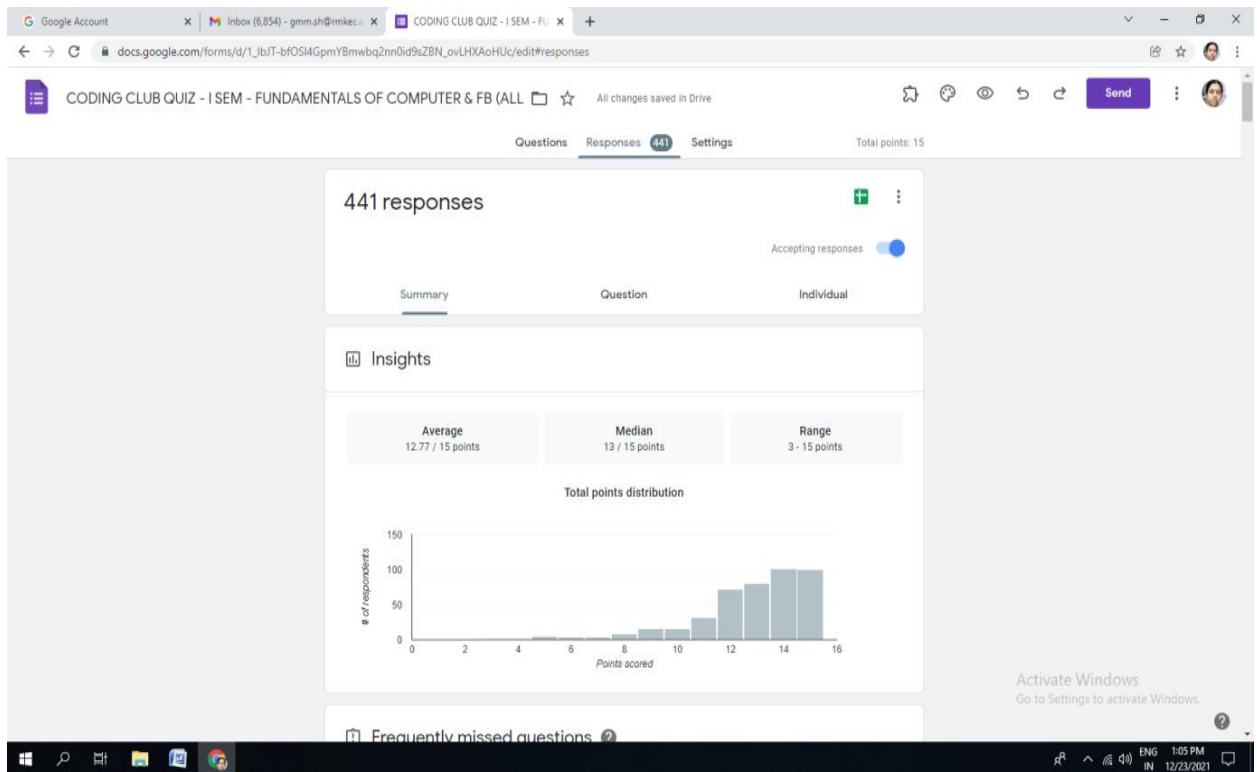 Google Account
Inbox (6,854) - gmm.sh@rmkec.a
CODING CLUB QUIZ - I SEM - FU
docs.google.com/forms/d/1_IbJT-bfOSl4GpmYBmwbq2nn0id9sZBN_ovLHXAoHUc/edit#responses
CODING CLUB QUIZ - I SEM - FUNDAMENTALS OF COMPUTER & FB (ALL
All changes saved in Drive
Send
Questions Responses 441 Settings
Total points: 15
441 responses
Accepting responses
Summary Question Individual
Insights
Average Median Range
12.77 / 15 points 13 / 15 points 3 - 15 points
Total points distribution
# of respondents
150
100
50
0
0 2 4 6 8 10 12 14 16
Points scored
Activate Windows
Go to Settings to activate Windows.
Frequently missed questions
ENG 1:05 PM
IN 12/23/2021